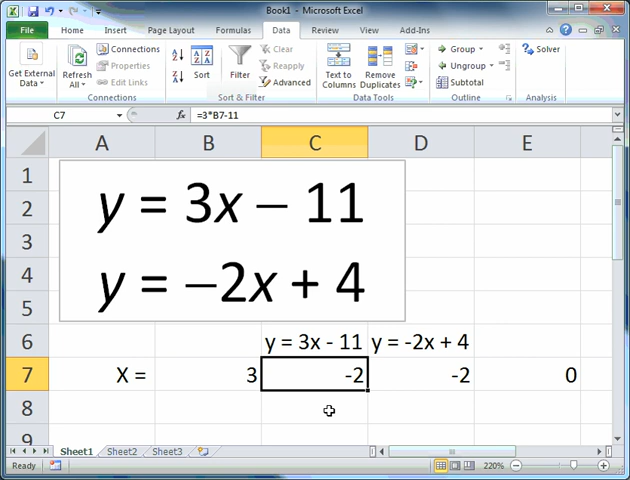 Book1 - Microsoft Excel
File Home Insert Page Layout Formulas Data Review View Add-Ins
Get External Data
Refresh All
Connections
Properties
Edit Links
Connections
Sort
Filter
Clear
Reapply
Advanced
Sort & Filter
Text to Columns
Remove Duplicates
Data Tools
Group
Ungroup
Subtotal
Outline
Solver
Analysis
C7 fx =3*B7-11
A B C D E
1
2
3
4
5
6
7
8
9
y = 3x – 11
y = –2x + 4
y = 3x - 11 y = -2x + 4
X = 3 -2 -2 0
Sheet1 Sheet2 Sheet3
Ready 220%